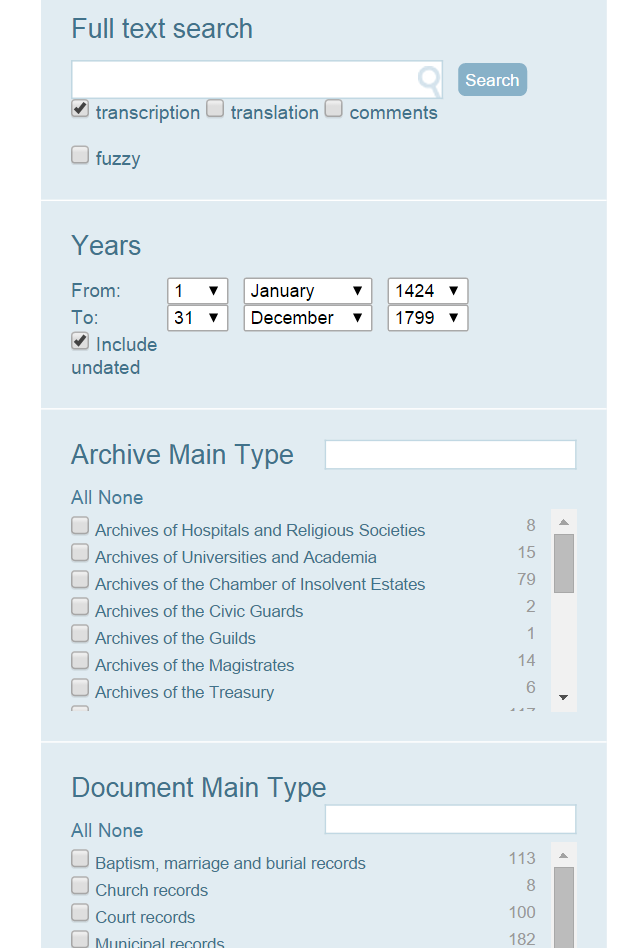 Full text search
Search
transcription translation comments
fuzzy
Years
From: 1 January 1424
To: 31 December 1799
Include
undated
Archive Main Type
All None
Archives of Hospitals and Religious Societies 8
Archives of Universities and Academia 15
Archives of the Chamber of Insolvent Estates 79
Archives of the Civic Guards 2
Archives of the Guilds 1
Archives of the Magistrates 14
Archives of the Treasury 6
Document Main Type
All None
Baptism, marriage and burial records 113
Church records 8
Court records 100
Municipal records 182